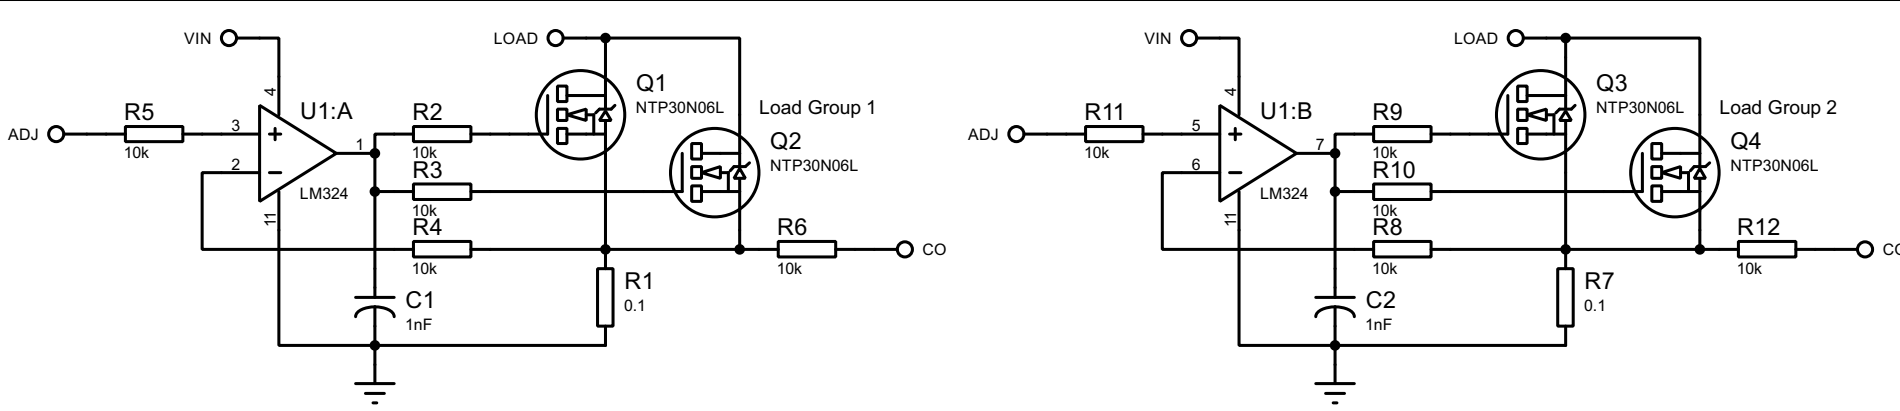 VIN
LOAD
Q1
NTP30N06L
Load Group 1
Q2
NTP30N06L
ADJ
R5
10k
3
2
4
11
U1:A
LM324
1
R2
10k
R3
10k
R4
10k
R6
10k
CO
R1
0.1
C1
1nF
VIN
LOAD
Q3
NTP30N06L
Load Group 2
Q4
NTP30N06L
ADJ
R11
10k
5
6
4
11
U1:B
LM324
7
R9
10k
R10
10k
R8
10k
R12
10k
R7
0.1
C2
1nF